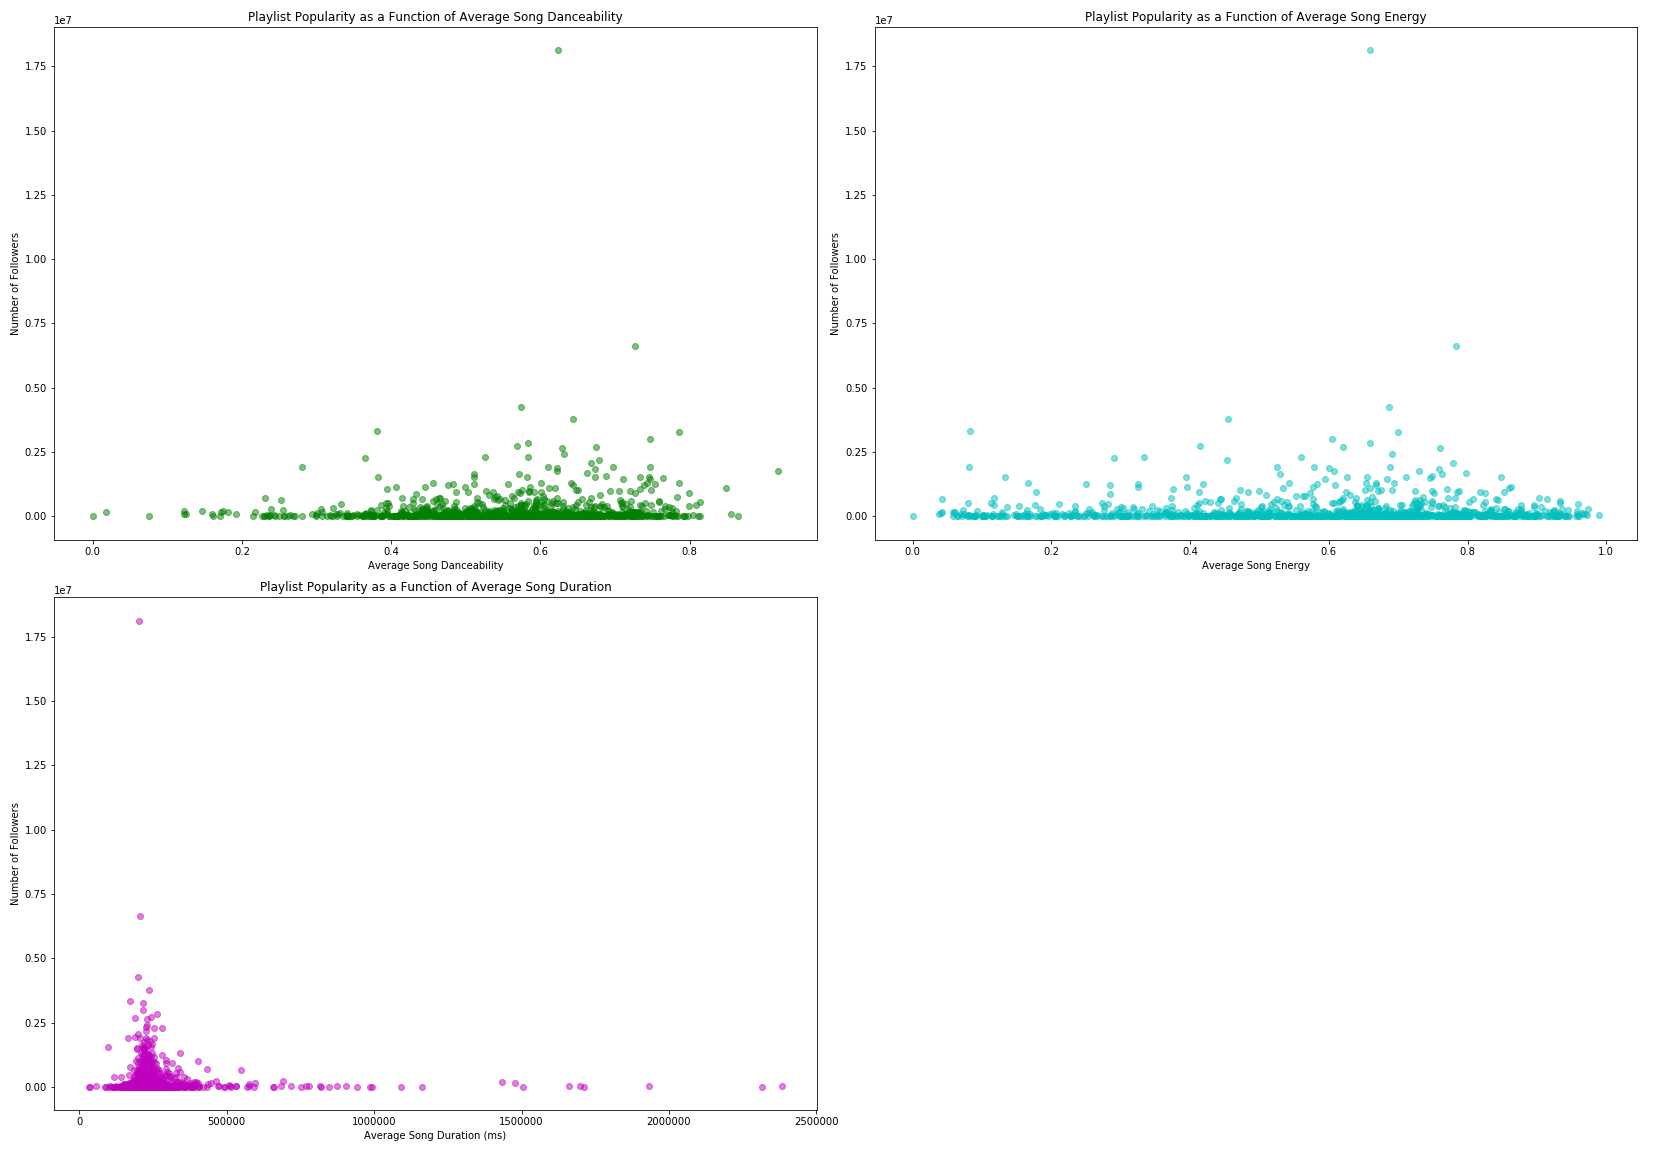 Playlist Popularity as a Function of Average Song Danceability
1e7
1.75
1.50
1.25
1.00
0.75
0.50
0.25
0.00
Number of Followers
0.0 0.2 0.4 0.6 0.8
Average Song Danceability
Playlist Popularity as a Function of Average Song Energy
1e7
1.75
1.50
1.25
1.00
0.75
0.50
0.25
0.00
Number of Followers
0.0 0.2 0.4 0.6 0.8 1.0
Average Song Energy
Playlist Popularity as a Function of Average Song Duration
1e7
1.75
1.50
1.25
1.00
0.75
0.50
0.25
0.00
Number of Followers
0 500000 1000000 1500000 2000000 2500000
Average Song Duration (ms)